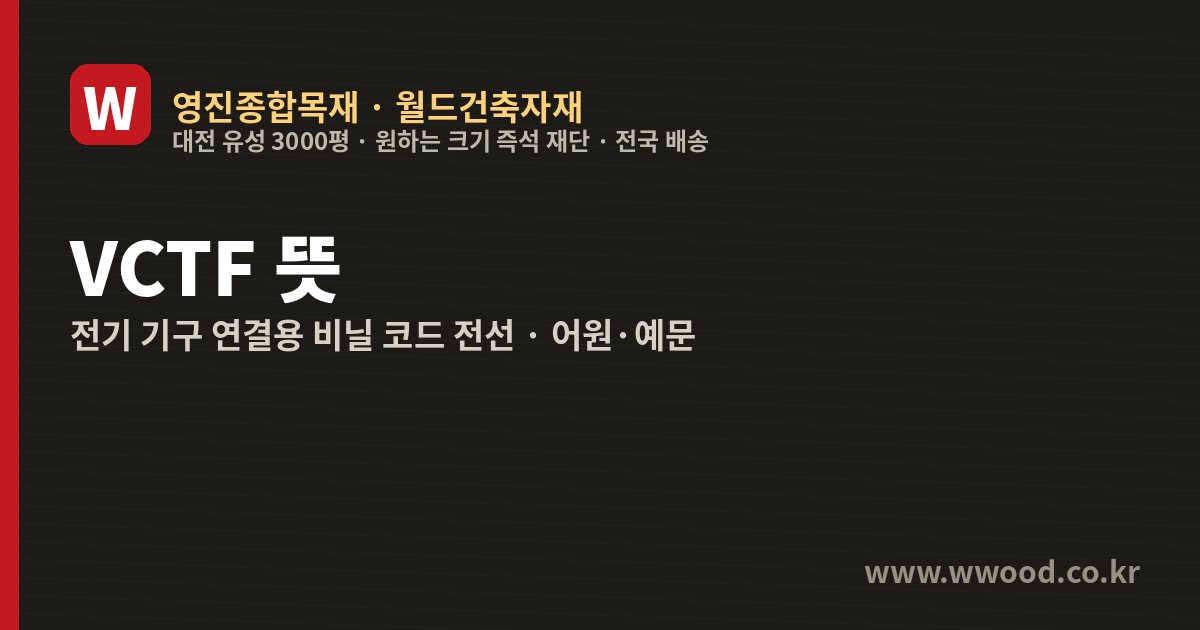 W
영진종합목재 · 월드건축자재
대전 유성 3000평 · 원하는 크기 즉석 재단 · 전국 배송
VCTF 뜻
전기 기구 연결용 비닐 코드 전선 · 어원·예문
www.wwood.co.kr